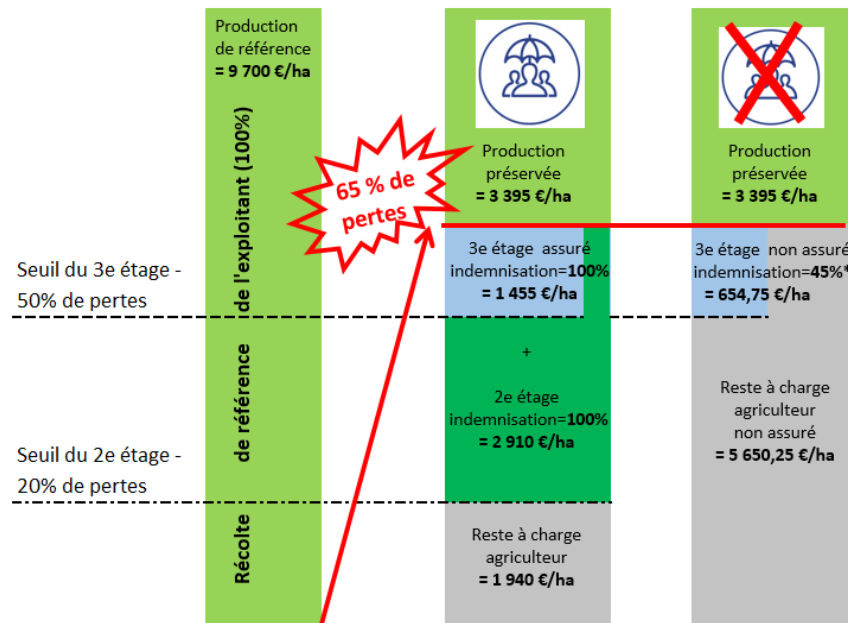 Production
de référence
= 9 700 €/ha
Récolte de référence de l'exploitant (100%)
65 % de
pertes
Seuil du 3e étage -
50% de pertes
Seuil du 2e étage -
20% de pertes
Production
préservée
= 3 395 €/ha
3e étage assuré
indemnisation=100%
= 1 455 €/ha
+
2e étage
indemnisation=100%
= 2 910 €/ha
Reste à charge
agriculteur
= 1 940 €/ha
Production
préservée
= 3 395 €/ha
3e étage non assuré
indemnisation=45%*
= 654,75 €/ha
Reste à charge
agriculteur
non assuré
= 5 650,25 €/ha